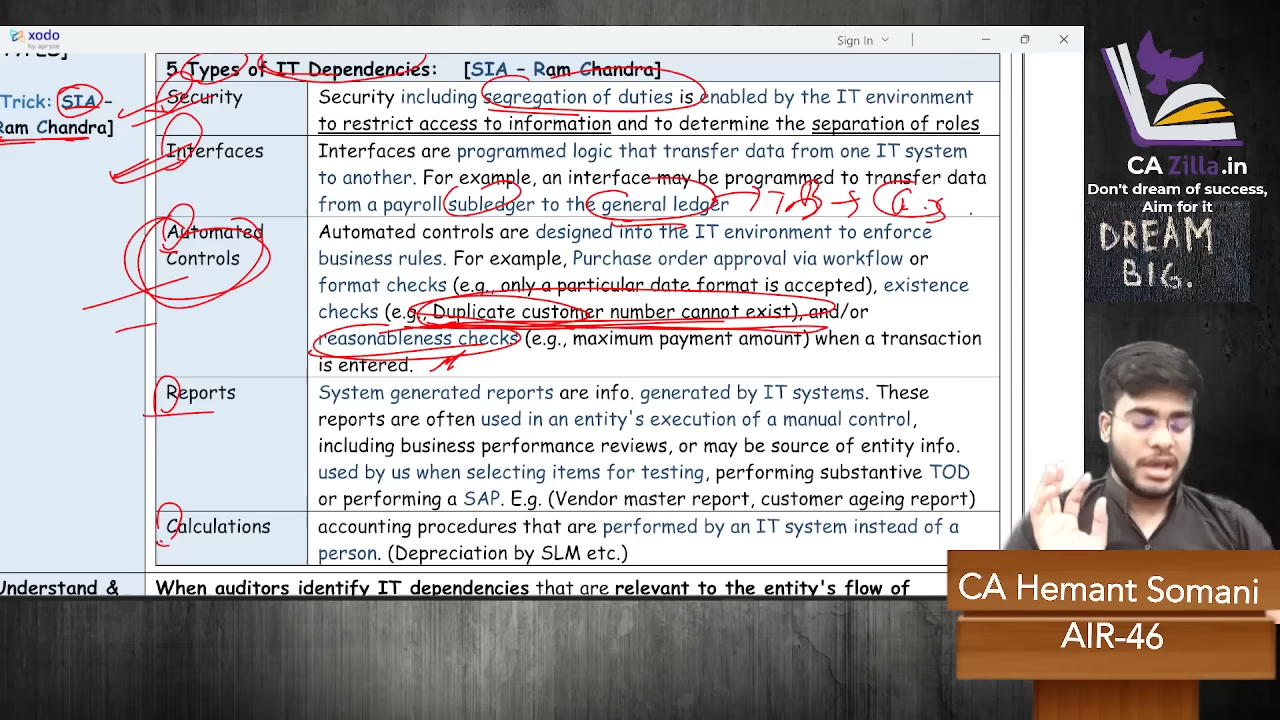 xodo
by apryse
Sign In
TYPES]
Trick: SIA –
Ram Chandra]
5 Types of IT Dependencies: [SIA – Ram Chandra]
Security
Security including segregation of duties is enabled by the IT environment
to restrict access to information and to determine the separation of roles
Interfaces
Interfaces are programmed logic that transfer data from one IT system
to another. For example, an interface may be programmed to transfer data
from a payroll subledger to the general ledger
Automated
Controls
Automated controls are designed into the IT environment to enforce
business rules. For example, Purchase order approval via workflow or
format checks (e.g., only a particular date format is accepted), existence
checks (e.g., Duplicate customer number cannot exist), and/or
reasonableness checks (e.g., maximum payment amount) when a transaction
is entered.
Reports
System generated reports are info. generated by IT systems. These
reports are often used in an entity's execution of a manual control,
including business performance reviews, or may be source of entity info.
used by us when selecting items for testing, performing substantive TOD
or performing a SAP. E.g. (Vendor master report, customer ageing report)
Calculations
accounting procedures that are performed by an IT system instead of a
person. (Depreciation by SLM etc.)
Understand &
When auditors identify IT dependencies that are relevant to the entity's flow of
CA Zilla.in
Don't dream of success,
Aim for it
DREAM
BIG.
CA Hemant Somani
AIR-46